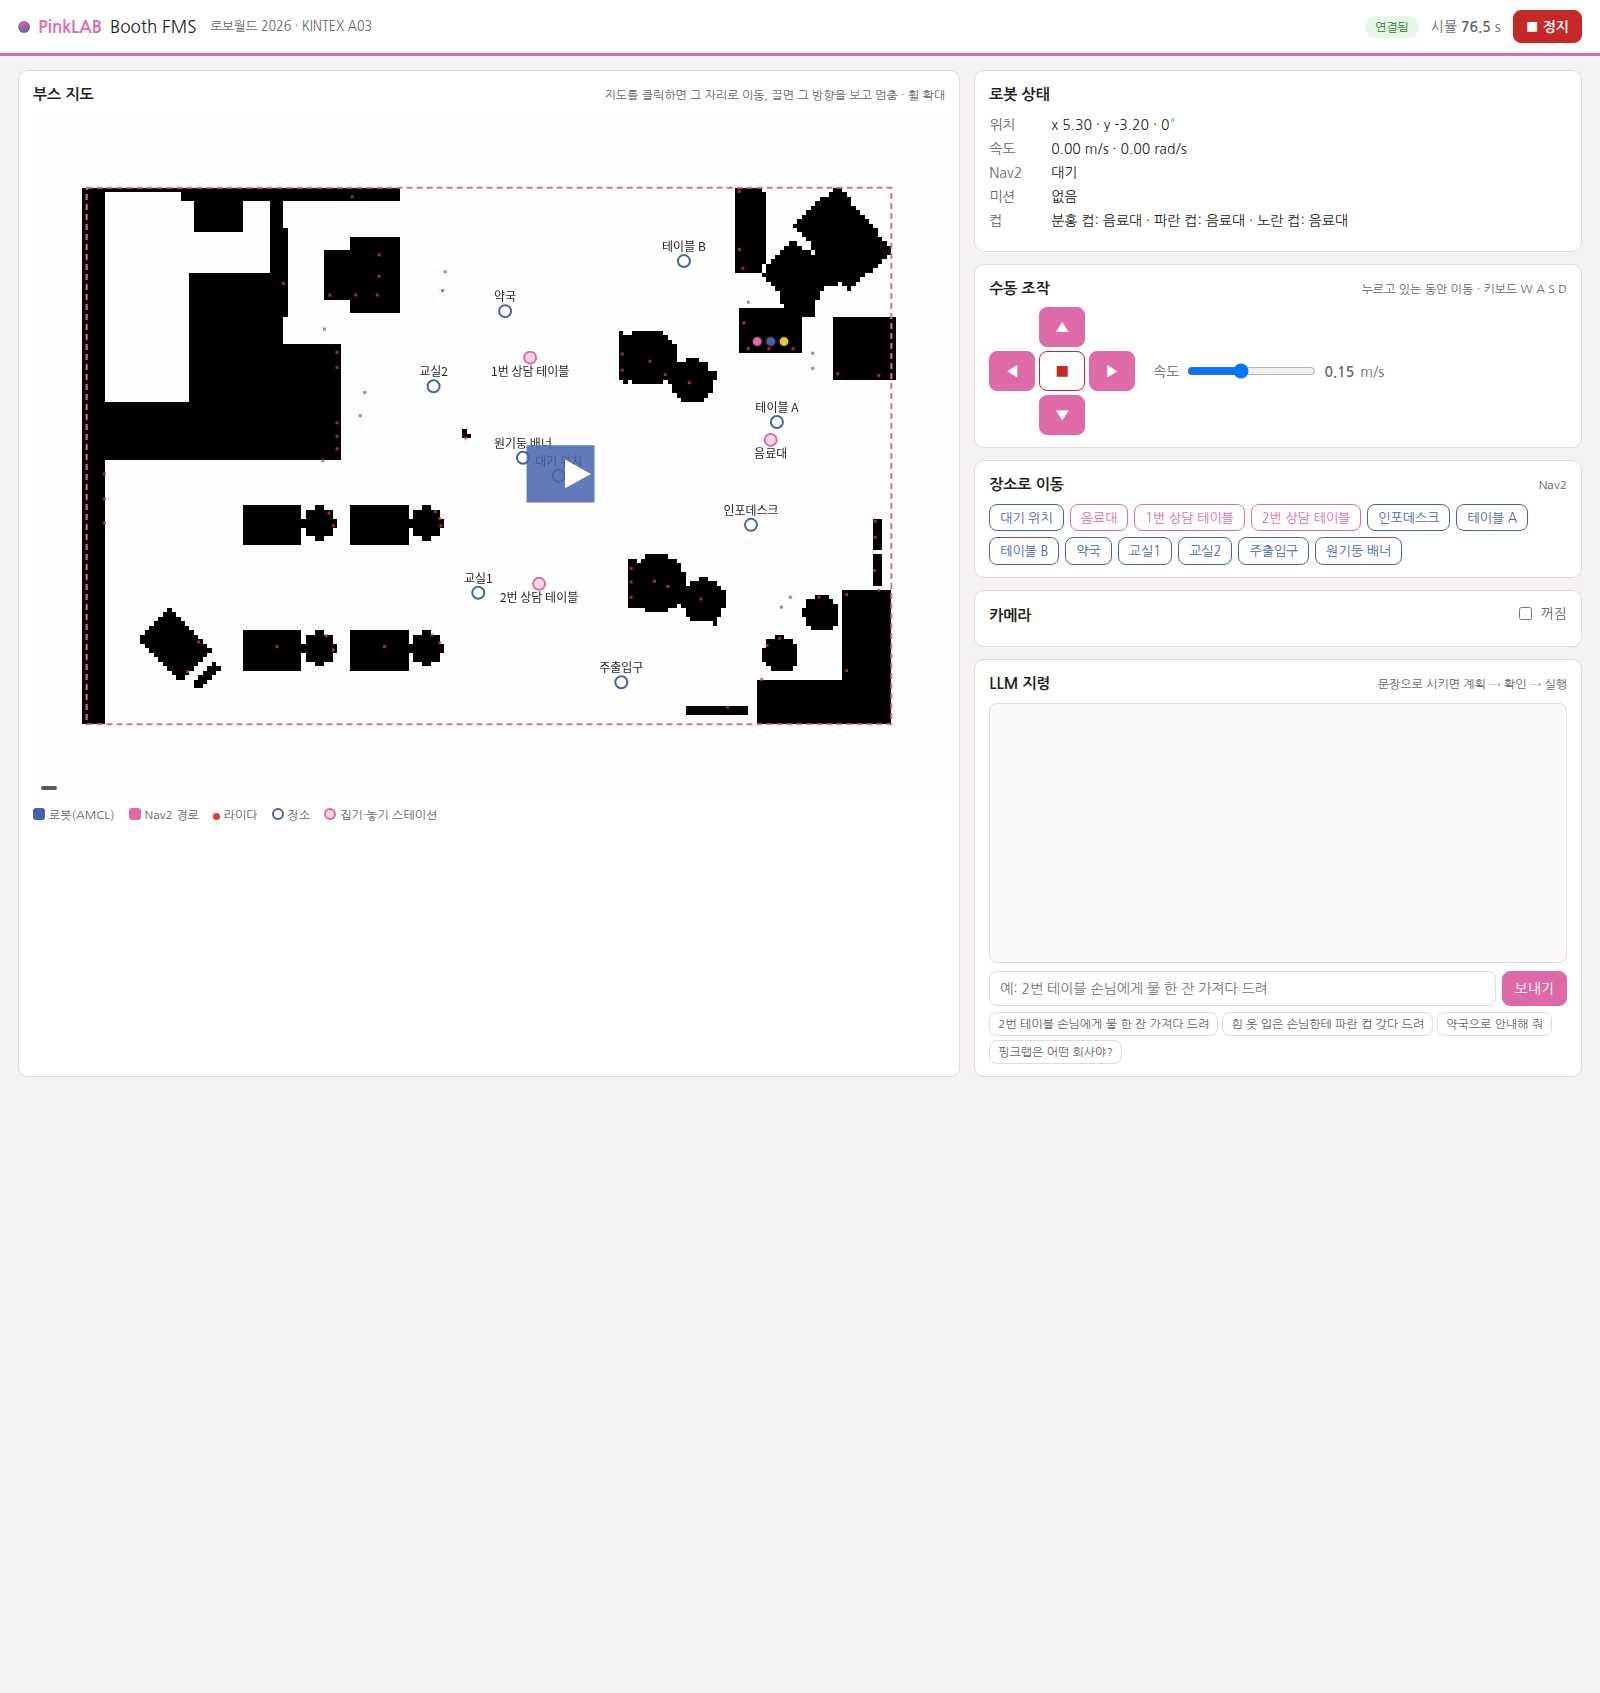 PinkLAB Booth FMS 로보월드 2026 · KINTEX A03
연결됨 시뮬 76.5 s ■ 정지
부스 지도
지도를 클릭하면 그 자리로 이동, 끌면 그 방향을 보고 멈춤 · 휠 확대
테이블 B
약국
1번 상담 테이블
교실2
테이블 A
원기둥 배너
대기 위치
음료대
인포데스크
교실1
2번 상담 테이블
주출입구
로봇(AMCL) Nav2 경로 라이다 장소 집기·놓기 스테이션
로봇 상태
위치 x 5.30 · y -3.20 · 0°
속도 0.00 m/s · 0.00 rad/s
Nav2 대기
미션 없음
컵 분홍 컵: 음료대 · 파란 컵: 음료대 · 노란 컵: 음료대
수동 조작 누르고 있는 동안 이동 · 키보드 W A S D
▲
◀ ■ ▶ 속도 0.15 m/s
▼
장소로 이동 Nav2
대기 위치 음료대 1번 상담 테이블 2번 상담 테이블 인포데스크 테이블 A
테이블 B 약국 교실1 교실2 주출입구 원기둥 배너
카메라 꺼짐
LLM 지령 문장으로 시키면 계획 → 확인 → 실행
예: 2번 테이블 손님에게 물 한 잔 가져다 드려 보내기
2번 테이블 손님에게 물 한 잔 가져다 드려 흰 옷 입은 손님한테 파란 컵 갖다 드려 약국으로 안내해 줘
핑크랩은 어떤 회사야?